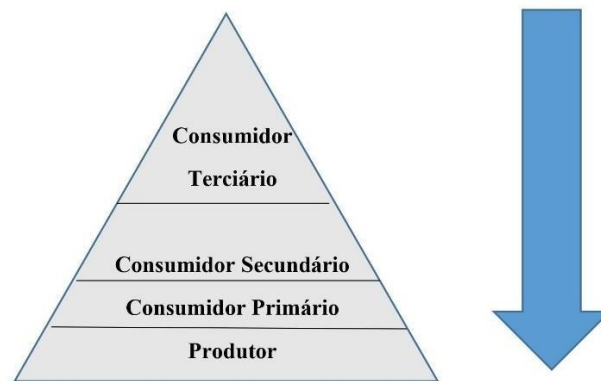 Consumidor
Terciário
Consumidor Secundário
Consumidor Primário
Produtor